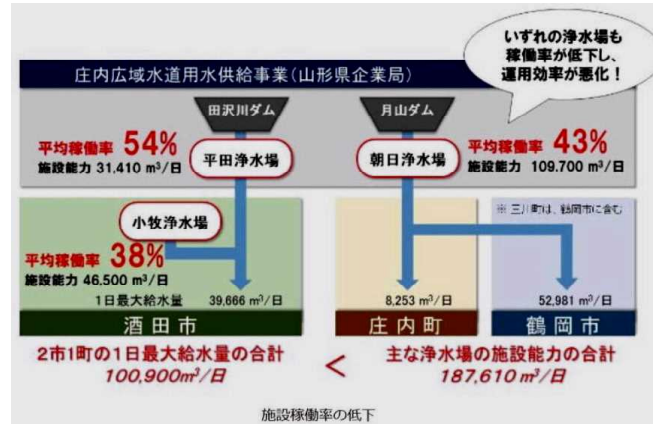 いずれの浄水場も
稼働率が低下し、
運用効率が悪化！
庄内広域水道用水供給事業(山形県企業局)
田沢川ダム
月山ダム
平均稼働率 54%
施設能力 31.410 m³/日
平田浄水場
朝日浄水場
平均稼働率 43%
施設能力 109.700 m³/日
小牧浄水場
※ 三川町は、鶴岡市に含む
平均稼働率 38%
施設能力 46.500 m³/日
1日最大給水量 39,666 m³/日
8,253 m³/日
52,981 m³/日
酒田市
庄内町
鶴岡市
2市1町の1日最大給水量の合計
100,900m³/日
<
主な浄水場の施設能力の合計
187,610 m³/日
施設稼働率の低下